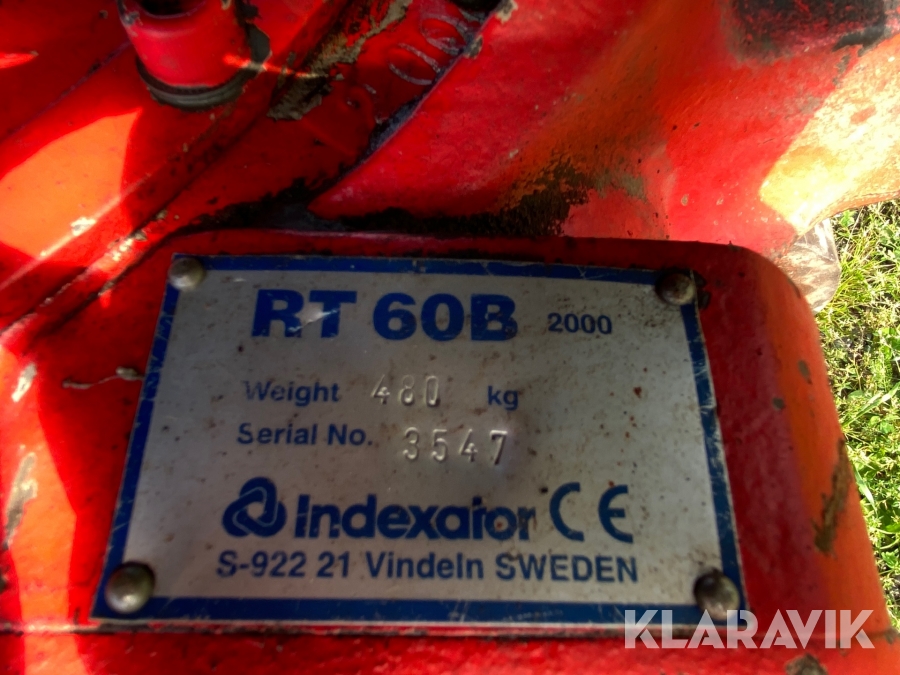 RT 60B 2000
Weight 480 kg
Serial No. 3547
Indexator CE
S-922 21 Vindeln SWEDEN
KLARAVIK